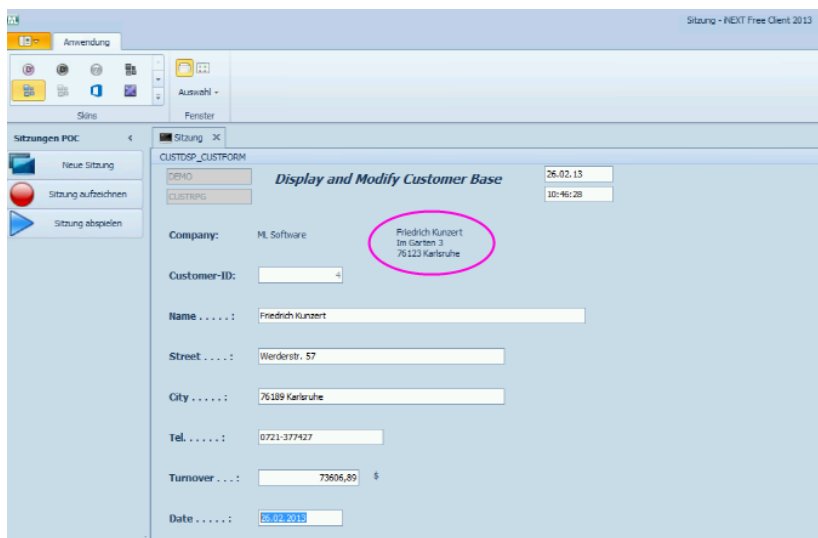 Sitzung - iNEXT Free Client 2013
Anwendung
Auswahl
Skins
Fenster
Sitzungen POC
Sitzung
Neue Sitzung
Sitzung aufzeichnen
Sitzung abspielen
CUSTDSP_CUSTFORM
DEMO
Display and Modify Customer Base
26.02.13
CUSTRPG
10:46:28
Company:
ML Software
Friedrich Kunzert
Im Garten 3
76123 Karlsruhe
Customer-ID:
4
Name . . . . . :
Friedrich Kunzert
Street . . . . :
Werderstr. 57
City . . . . . :
76189 Karlsruhe
Tel. . . . . . :
0721-377427
Turnover . . . :
73606,89
$
Date . . . . . :
26.02.2013